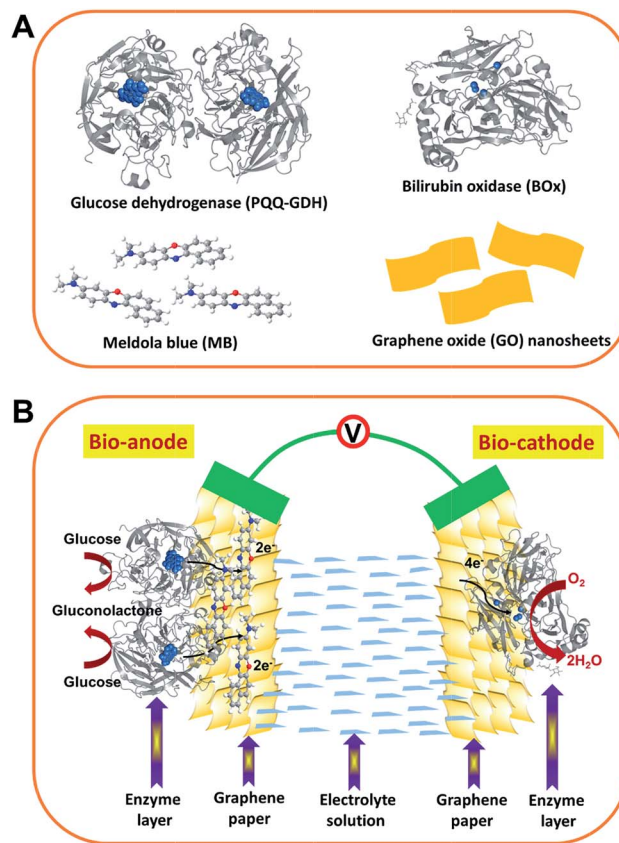 A
Glucose dehydrogenase (PQQ-GDH)
Bilirubin oxidase (BOx)
Meldola blue (MB)
Graphene oxide (GO) nanosheets
B
Bio-anode
V
Bio-cathode
Glucose
2e-
4e-
O2
Gluconolactone
2e-
2H2O
Glucose
Enzyme
layer
Graphene
paper
Electrolyte
solution
Graphene
paper
Enzyme
layer